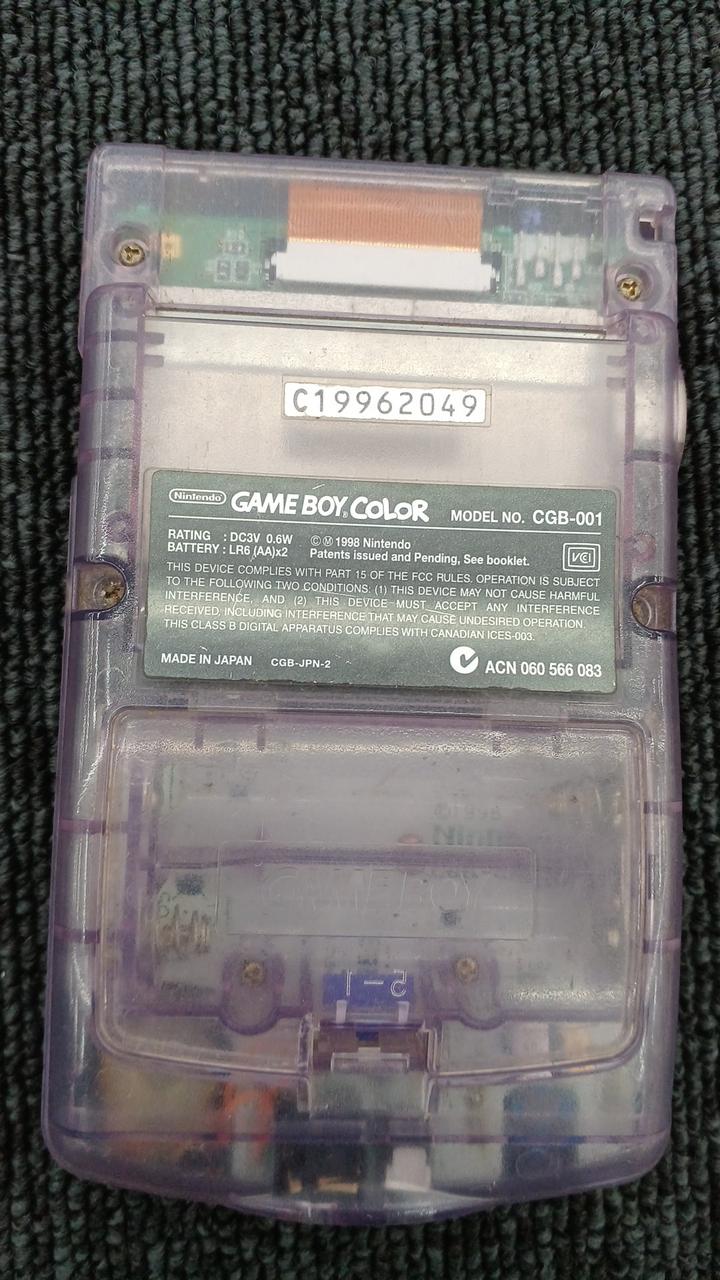 C19962049
Nintendo GAME BOY COLOR MODEL NO. CGB-001
RATING : DC3V 0.6W ©Ⓜ 1998 Nintendo
BATTERY : LR6 (AA)x2 Patents issued and Pending, See booklet. VCI
THIS DEVICE COMPLIES WITH PART 15 OF THE FCC RULES. OPERATION IS SUBJECT
TO THE FOLLOWING TWO CONDITIONS. (1) THIS DEVICE MAY NOT CAUSE HARMFUL
INTERFERENCE, AND (2) THIS DEVICE MUST ACCEPT ANY INTERFERENCE
RECEIVED, INCLUDING INTERFERENCE THAT MAY CAUSE UNDESIRED OPERATION.
THIS CLASS B DIGITAL APPARATUS COMPLIES WITH CANADIAN ICES-003.
MADE IN JAPAN CGB-JPN-2 ACN 060 566 083
GAME BOY